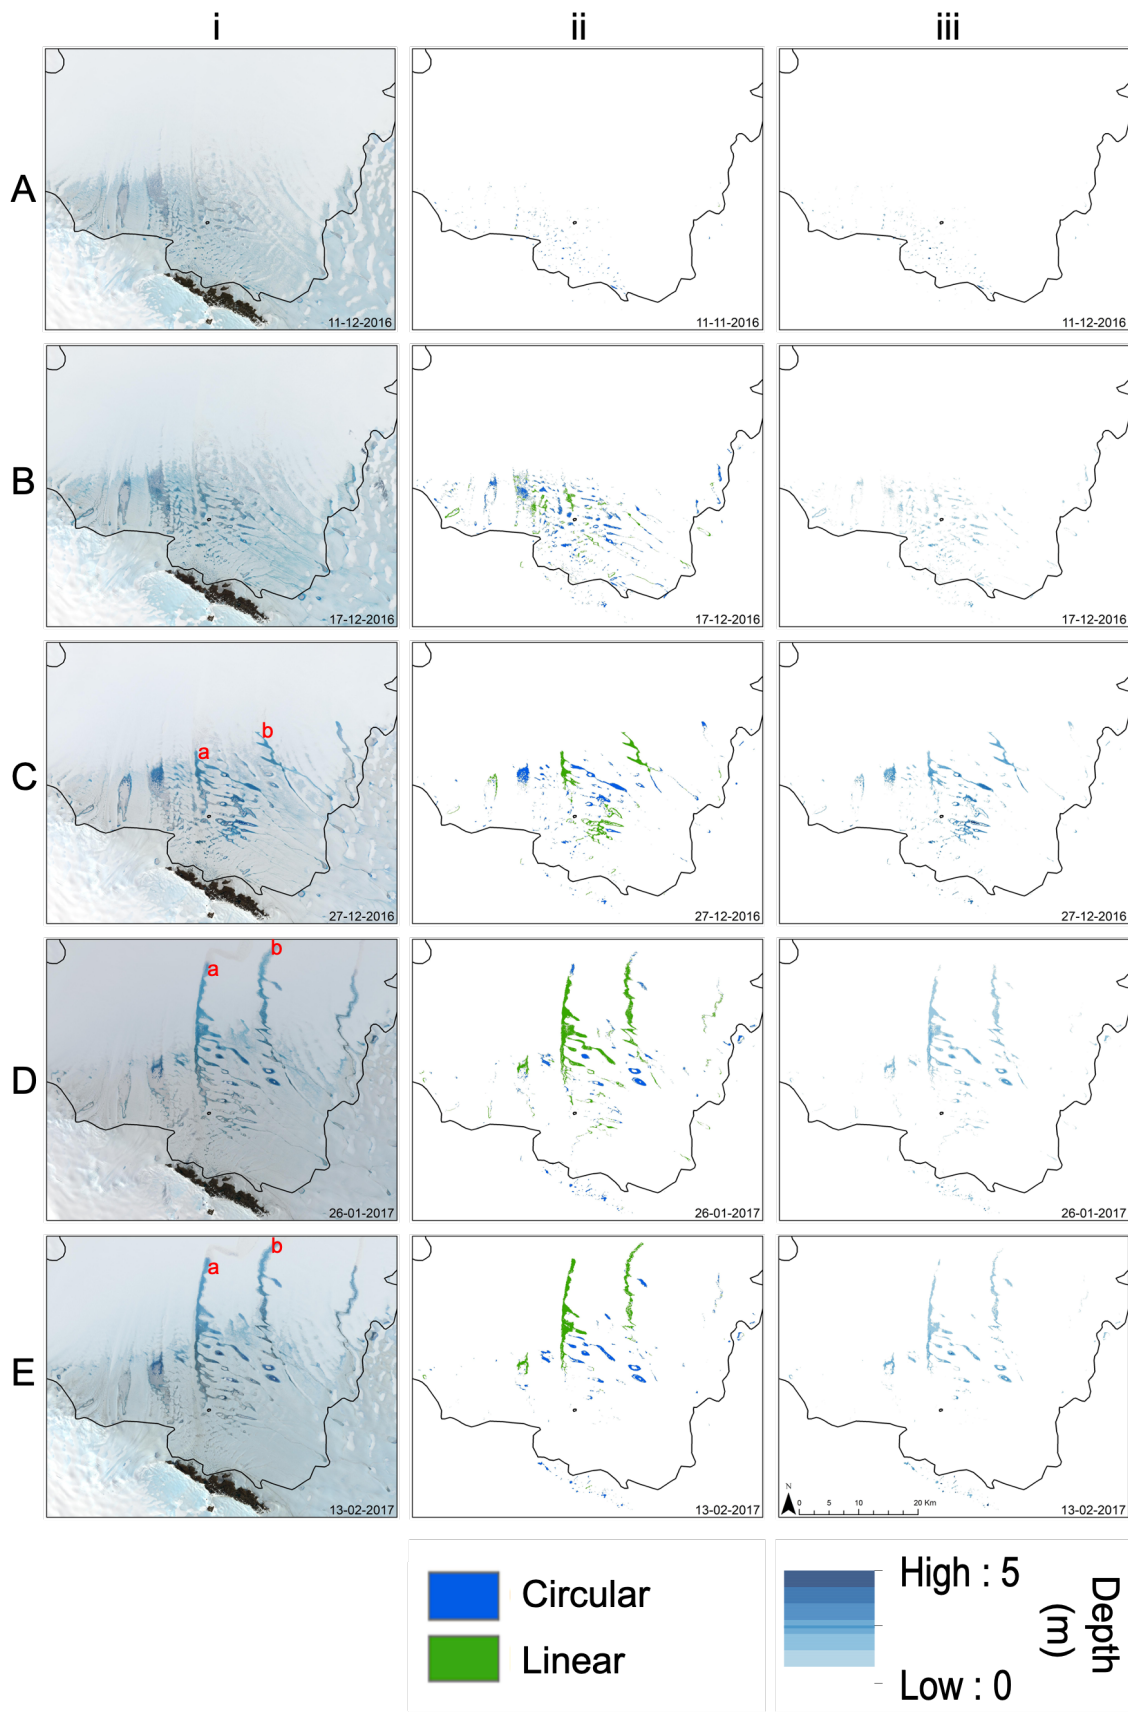 i ii iii
A
11-12-2016 11-11-2016 11-12-2016
B
17-12-2016 17-12-2016 17-12-2016
C
a b
27-12-2016 27-12-2016 27-12-2016
D
a b
26-01-2017 26-01-2017 26-01-2017
E
a b
N
0 5 10 20 Km
13-02-2017 13-02-2017 13-02-2017
Circular
Linear
High : 5
Low : 0
Depth
(m)